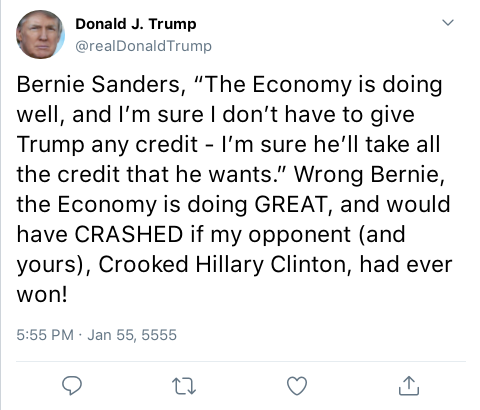 Donald J. Trump
@realDonaldTrump
Bernie Sanders, “The Economy is doing
well, and I’m sure I don’t have to give
Trump any credit - I’m sure he’ll take all
the credit that he wants.” Wrong Bernie,
the Economy is doing GREAT, and would
have CRASHED if my opponent (and
yours), Crooked Hillary Clinton, had ever
won!
5:55 PM · Jan 55, 5555